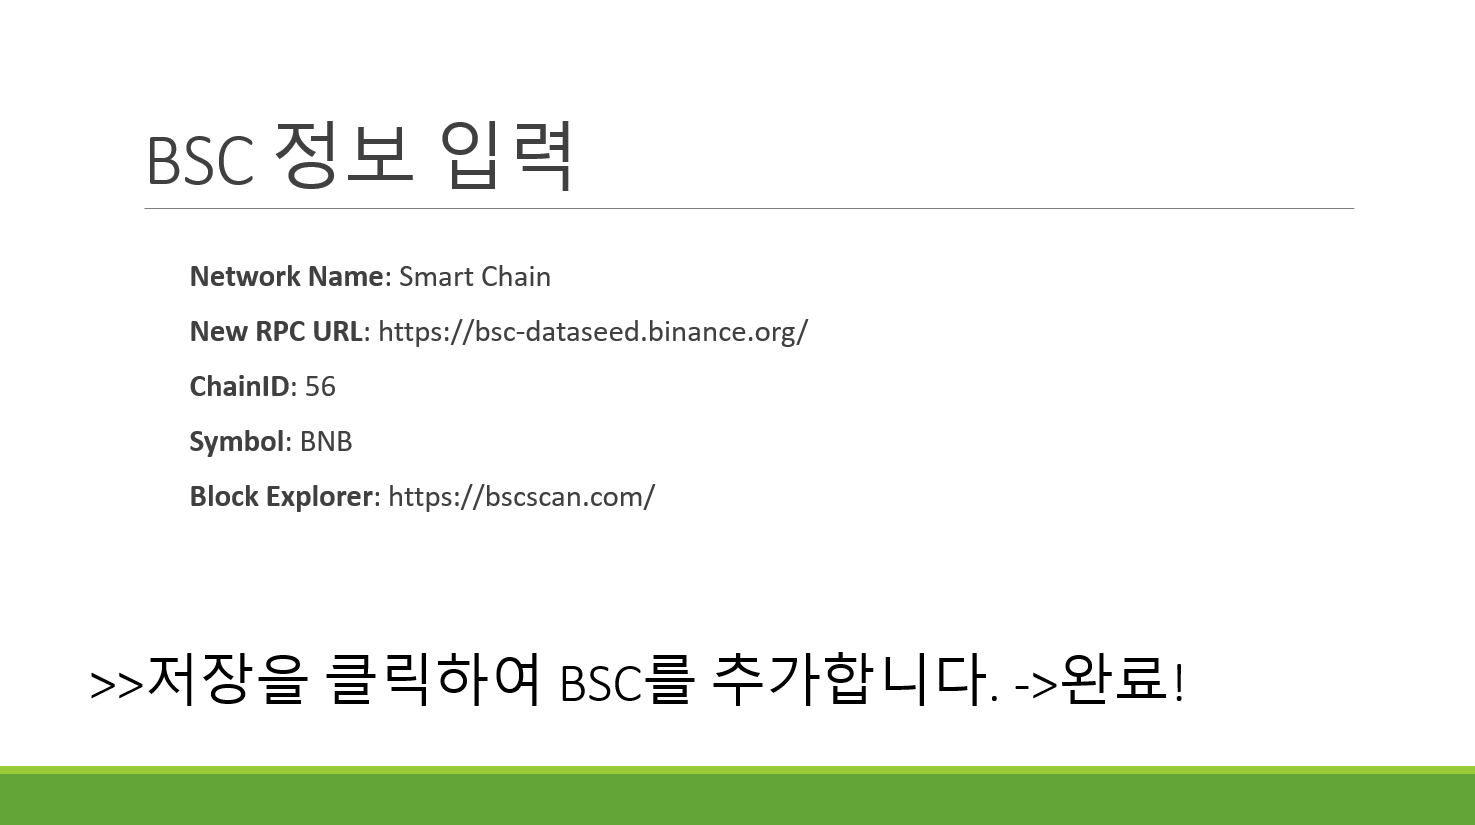 BSC 정보 입력
Network Name: Smart Chain
New RPC URL: https://bsc-dataseed.binance.org/
ChainID: 56
Symbol: BNB
Block Explorer: https://bscscan.com/
>>저장을 클릭하여 BSC를 추가합니다. ->완료!